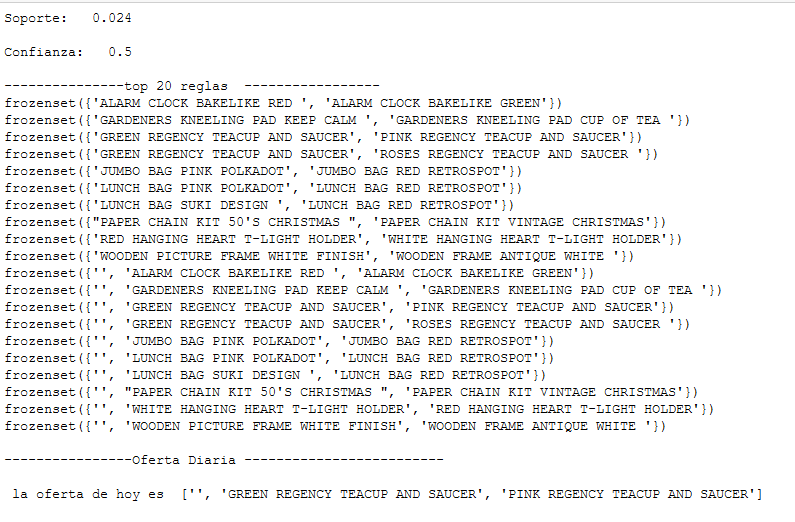 Soporte:   0.024
Confianza:   0.5
---------------top 20 reglas  -----------------
frozenset({'ALARM CLOCK BAKELIKE RED ', 'ALARM CLOCK BAKELIKE GREEN'})
frozenset({'GARDENERS KNEELING PAD KEEP CALM ', 'GARDENERS KNEELING PAD CUP OF TEA '})
frozenset({'GREEN REGENCY TEACUP AND SAUCER', 'PINK REGENCY TEACUP AND SAUCER'})
frozenset({'GREEN REGENCY TEACUP AND SAUCER', 'ROSES REGENCY TEACUP AND SAUCER '})
frozenset({'JUMBO BAG PINK POLKADOT', 'JUMBO BAG RED RETROSPOT'})
frozenset({'LUNCH BAG PINK POLKADOT', 'LUNCH BAG RED RETROSPOT'})
frozenset({'LUNCH BAG SUKI DESIGN ', 'LUNCH BAG RED RETROSPOT'})
frozenset({"PAPER CHAIN KIT 50'S CHRISTMAS ", 'PAPER CHAIN KIT VINTAGE CHRISTMAS'})
frozenset({'RED HANGING HEART T-LIGHT HOLDER', 'WHITE HANGING HEART T-LIGHT HOLDER'})
frozenset({'WOODEN PICTURE FRAME WHITE FINISH', 'WOODEN FRAME ANTIQUE WHITE '})
frozenset({'', 'ALARM CLOCK BAKELIKE RED ', 'ALARM CLOCK BAKELIKE GREEN'})
frozenset({'', 'GARDENERS KNEELING PAD KEEP CALM ', 'GARDENERS KNEELING PAD CUP OF TEA '})
frozenset({'', 'GREEN REGENCY TEACUP AND SAUCER', 'PINK REGENCY TEACUP AND SAUCER'})
frozenset({'', 'GREEN REGENCY TEACUP AND SAUCER', 'ROSES REGENCY TEACUP AND SAUCER '})
frozenset({'', 'JUMBO BAG PINK POLKADOT', 'JUMBO BAG RED RETROSPOT'})
frozenset({'', 'LUNCH BAG PINK POLKADOT', 'LUNCH BAG RED RETROSPOT'})
frozenset({'', 'LUNCH BAG SUKI DESIGN ', 'LUNCH BAG RED RETROSPOT'})
frozenset({'', "PAPER CHAIN KIT 50'S CHRISTMAS ", 'PAPER CHAIN KIT VINTAGE CHRISTMAS'})
frozenset({'', 'WHITE HANGING HEART T-LIGHT HOLDER', 'RED HANGING HEART T-LIGHT HOLDER'})
frozenset({'', 'WOODEN PICTURE FRAME WHITE FINISH', 'WOODEN FRAME ANTIQUE WHITE '})
----------------Oferta Diaria -------------------------
la oferta de hoy es  ['', 'GREEN REGENCY TEACUP AND SAUCER', 'PINK REGENCY TEACUP AND SAUCER']